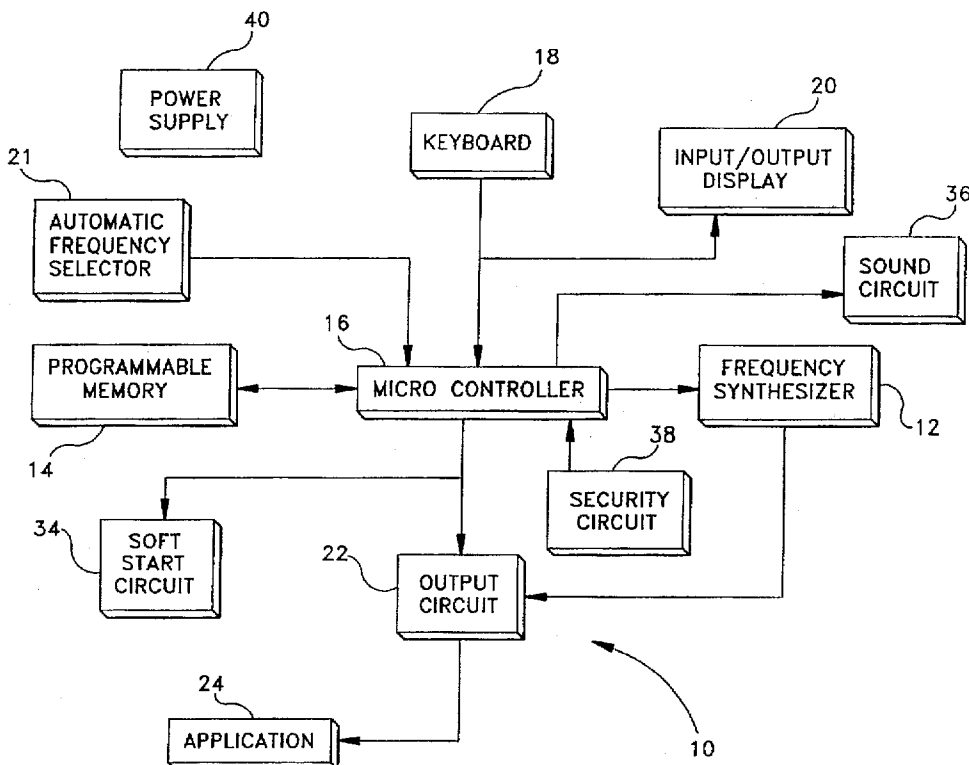 40
POWER
SUPPLY
18
KEYBOARD
20
INPUT/OUTPUT
DISPLAY
21
AUTOMATIC
FREQUENCY
SELECTOR
36
SOUND
CIRCUIT
16
MICRO CONTROLLER
PROGRAMMABLE
MEMORY
14
FREQUENCY
SYNTHESIZER
12
38
SECURITY
CIRCUIT
34
SOFT
START
CIRCUIT
22
OUTPUT
CIRCUIT
24
APPLICATION
10